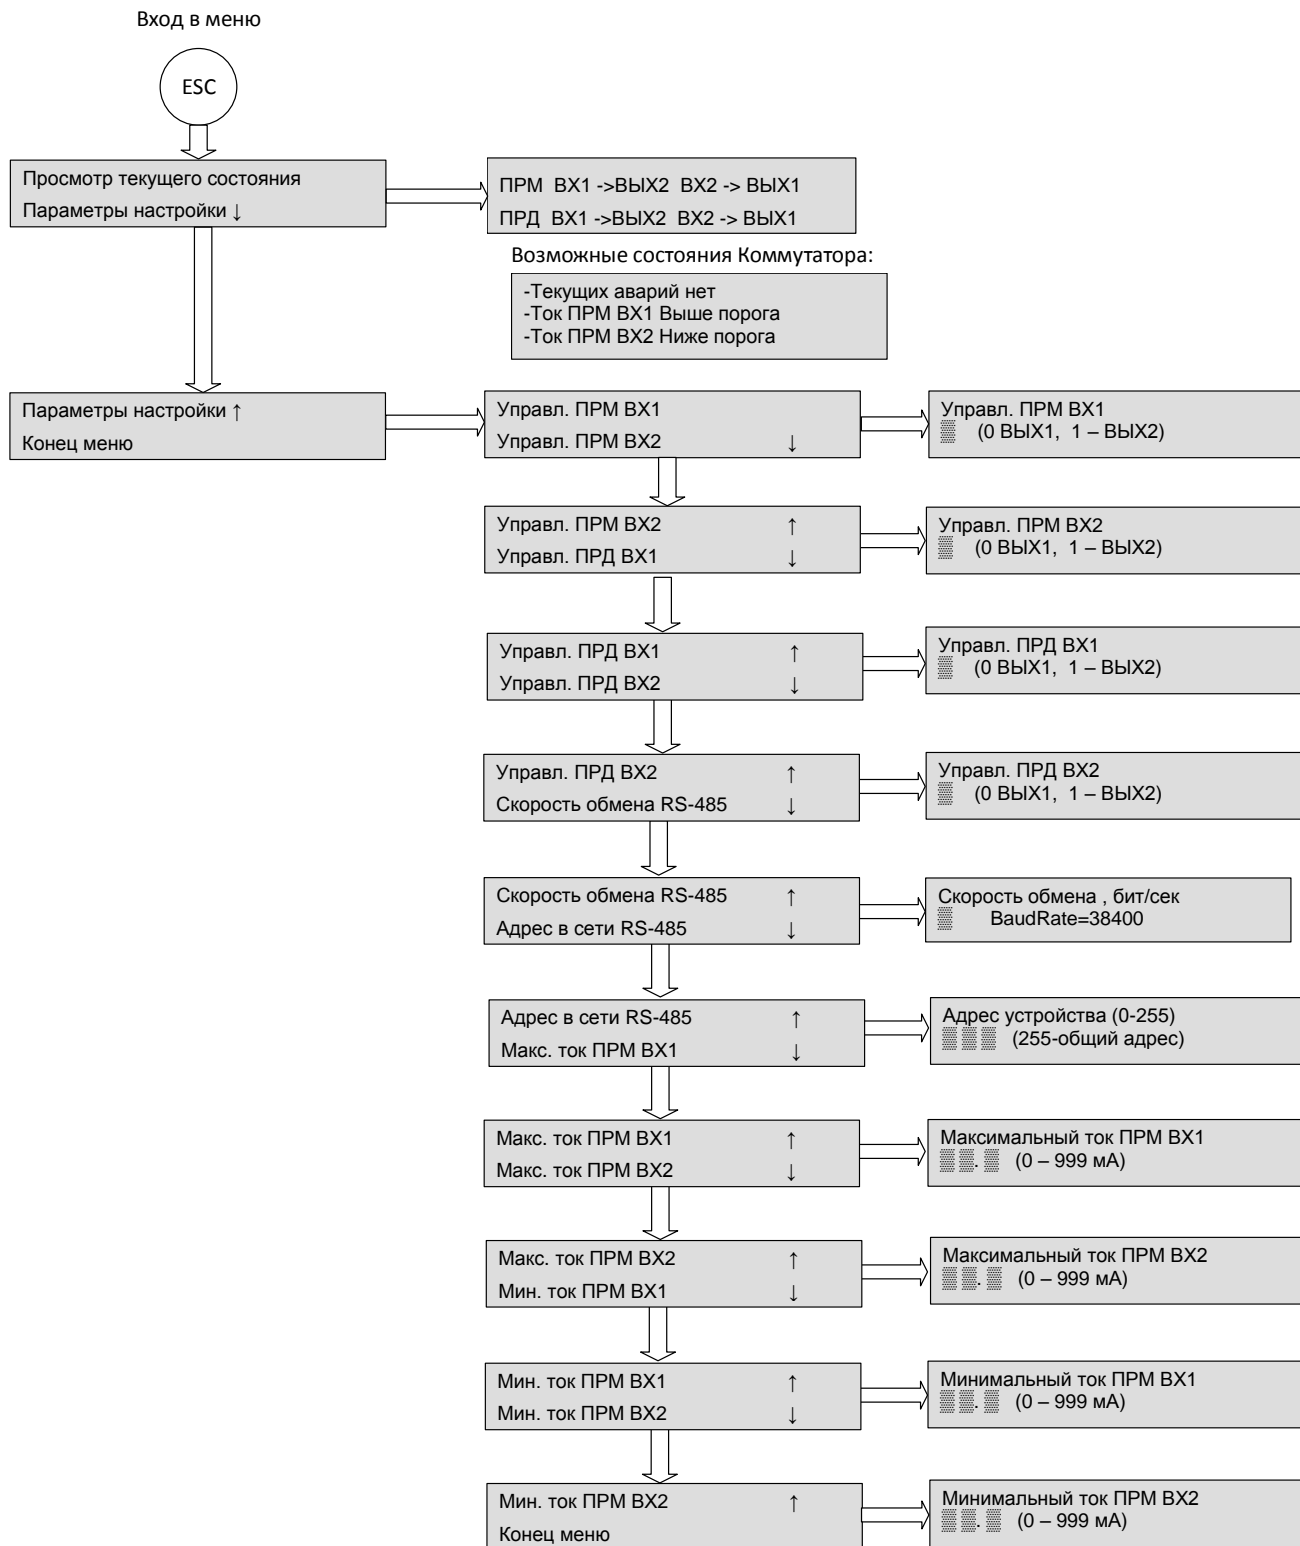 Вход в меню
ESC
Просмотр текущего состояния
Параметры настройки ↓
ПРМ ВХ1 ->ВЫХ2 ВХ2 -> ВЫХ1
ПРД ВХ1 ->ВЫХ2 ВХ2 -> ВЫХ1
Возможные состояния Коммутатора:
-Текущих аварий нет
-Ток ПРМ ВХ1 Выше порога
-Ток ПРМ ВХ2 Ниже порога
Параметры настройки ↑
Конец меню
Управл. ПРМ ВХ1
Управл. ПРМ ВХ2 ↓
Управл. ПРМ ВХ1
▒ (0 ВЫХ1, 1 – ВЫХ2)
Управл. ПРМ ВХ2 ↑
Управл. ПРД ВХ1 ↓
Управл. ПРМ ВХ2
▒ (0 ВЫХ1, 1 – ВЫХ2)
Управл. ПРД ВХ1 ↑
Управл. ПРД ВХ2 ↓
Управл. ПРД ВХ1
▒ (0 ВЫХ1, 1 – ВЫХ2)
Управл. ПРД ВХ2 ↑
Скорость обмена RS-485 ↓
Управл. ПРД ВХ2
▒ (0 ВЫХ1, 1 – ВЫХ2)
Скорость обмена RS-485 ↑
Адрес в сети RS-485 ↓
Скорость обмена , бит/сек
▒ BaudRate=38400
Адрес в сети RS-485 ↑
Макс. ток ПРМ ВХ1 ↓
Адрес устройства (0-255)
▒ ▒ ▒ (255-общий адрес)
Макс. ток ПРМ ВХ1 ↑
Макс. ток ПРМ ВХ2 ↓
Максимальный ток ПРМ ВХ1
▒ ▒. ▒ (0 – 999 мА)
Макс. ток ПРМ ВХ2 ↑
Мин. ток ПРМ ВХ1 ↓
Максимальный ток ПРМ ВХ2
▒ ▒. ▒ (0 – 999 мА)
Мин. ток ПРМ ВХ1 ↑
Мин. ток ПРМ ВХ2 ↓
Минимальный ток ПРМ ВХ1
▒ ▒. ▒ (0 – 999 мА)
Мин. ток ПРМ ВХ2 ↑
Конец меню
Минимальный ток ПРМ ВХ2
▒ ▒. ▒ (0 – 999 мА)